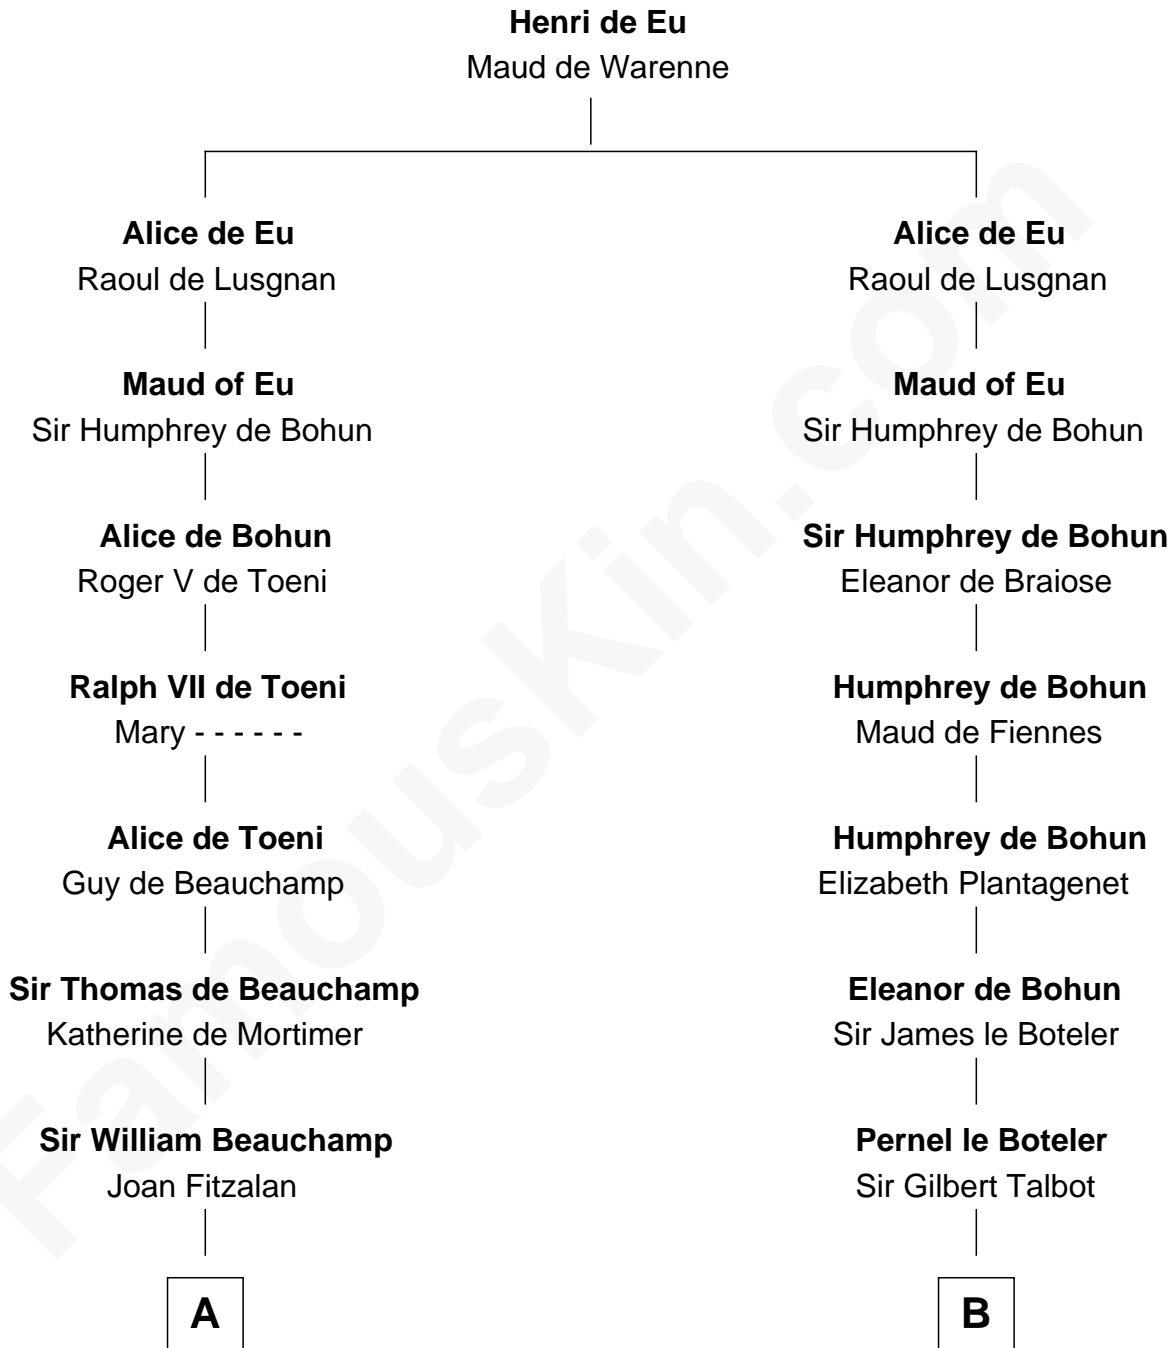 Henri de Eu
Maud de Warenne
Alice de Eu
Raoul de Lusgnan
Alice de Eu
Raoul de Lusgnan
Maud of Eu
Sir Humphrey de Bohun
Maud of Eu
Sir Humphrey de Bohun
Alice de Bohun
Roger V de Toeni
Sir Humphrey de Bohun
Eleanor de Braiose
Ralph VII de Toeni
Mary - - - - - -
Humphrey de Bohun
Maud de Fiennes
Alice de Toeni
Guy de Beauchamp
Humphrey de Bohun
Elizabeth Plantagenet
Sir Thomas de Beauchamp
Katherine de Mortimer
Eleanor de Bohun
Sir James le Boteler
Sir William Beauchamp
Joan Fitzalan
Pernel le Boteler
Sir Gilbert Talbot
A
B
FamousKin.com